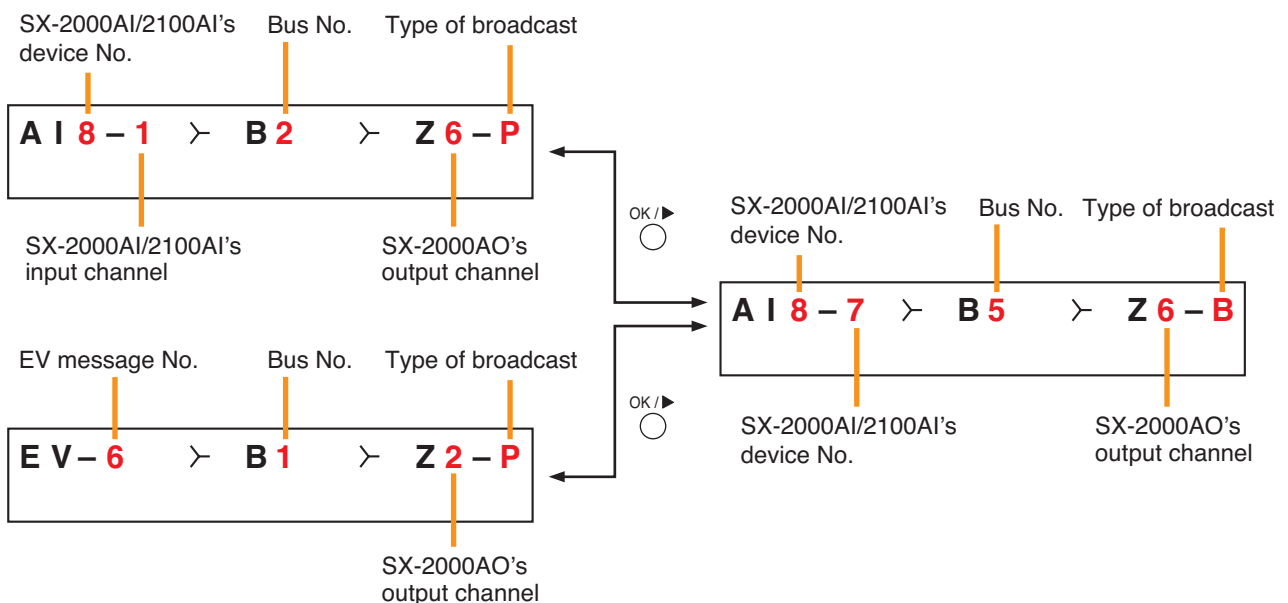 SX-2000AI/2100AI's
device No.
Bus No.
Type of broadcast
A I 8 – 1 ≻ B 2 ≻ Z 6 – P
SX-2000AI/2100AI's
input channel
SX-2000AO's
output channel
OK / ▶
SX-2000AI/2100AI's
device No.
Bus No.
Type of broadcast
A I 8 – 7 ≻ B 5 ≻ Z 6 – B
SX-2000AI/2100AI's
device No.
SX-2000AO's
output channel
EV message No.
Bus No.
Type of broadcast
E V – 6 ≻ B 1 ≻ Z 2 – P
SX-2000AO's
output channel
OK / ▶